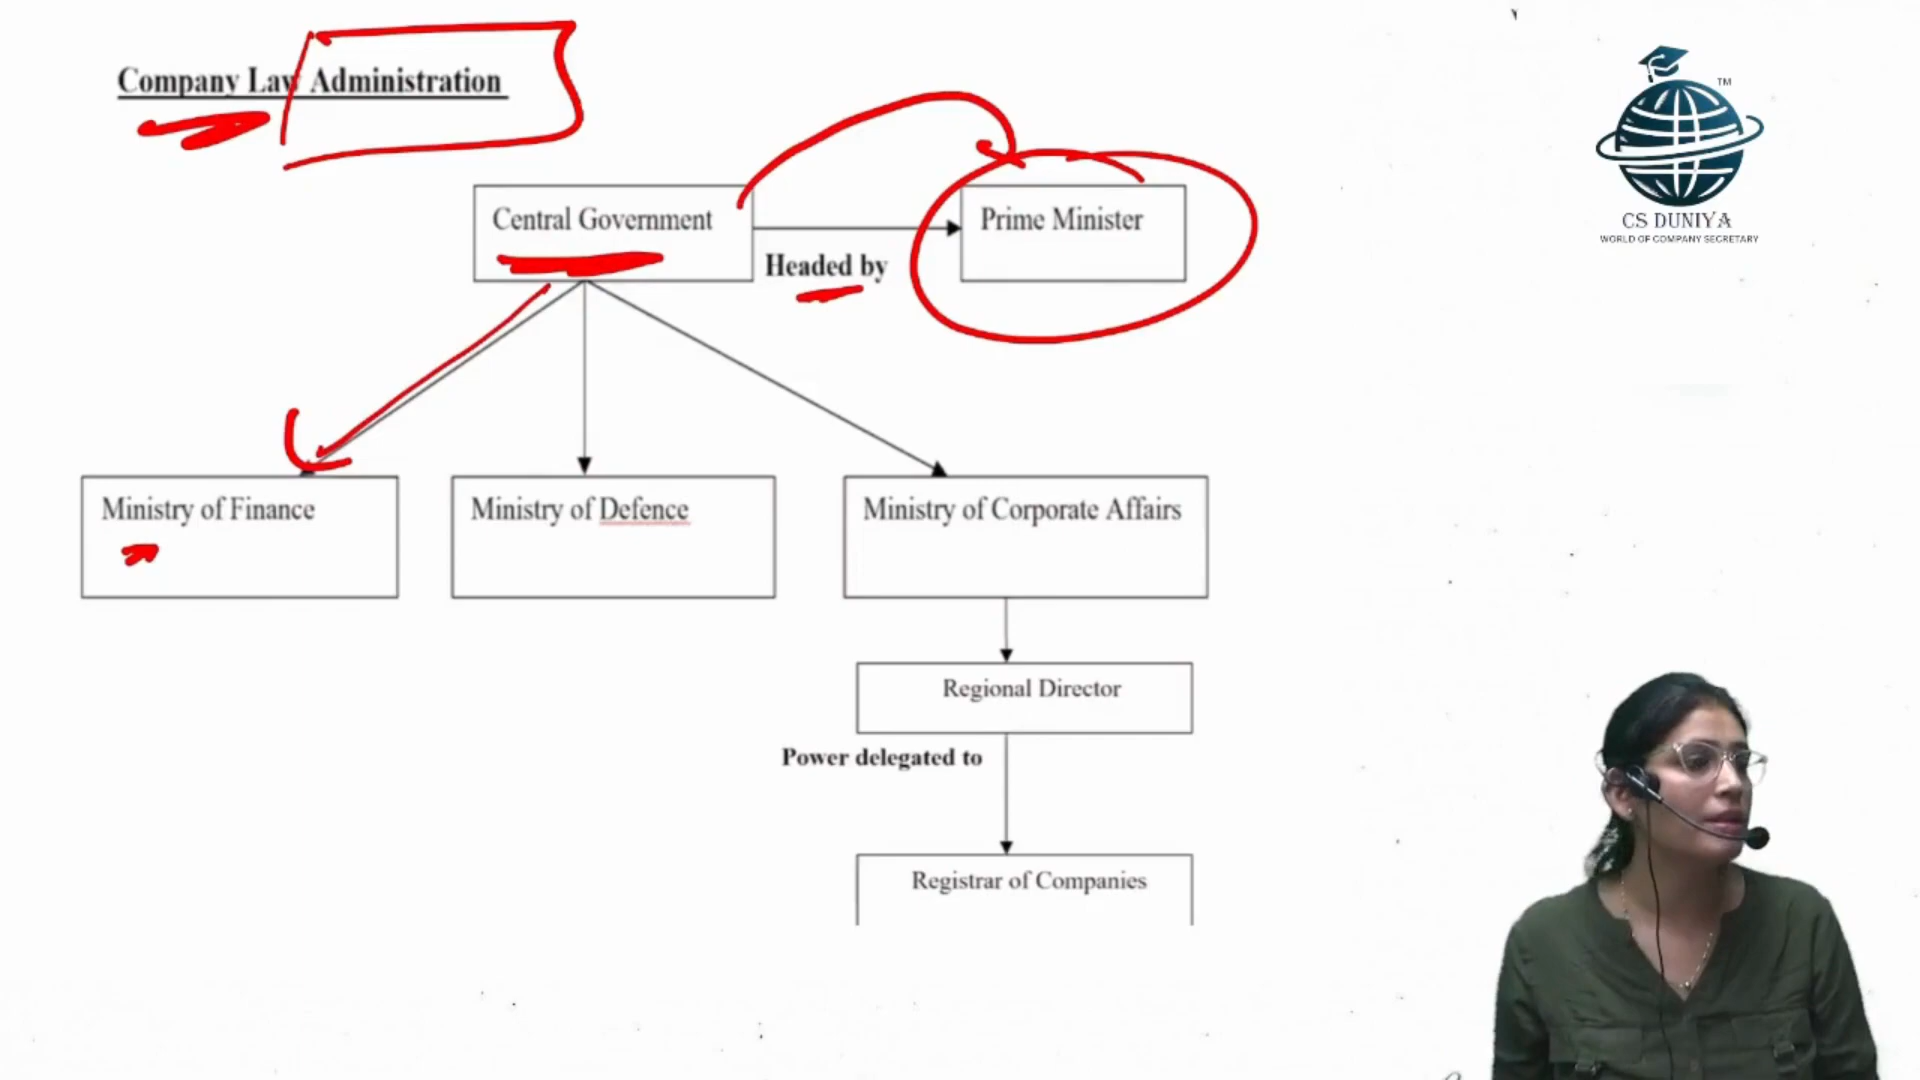 Company Law Administration
TM
CS DUNIYA
WORLD OF COMPANY SECRETARY
Central Government
Headed by
Prime Minister
Ministry of Finance
Ministry of Defence
Ministry of Corporate Affairs
Regional Director
Power delegated to
Registrar of Companies